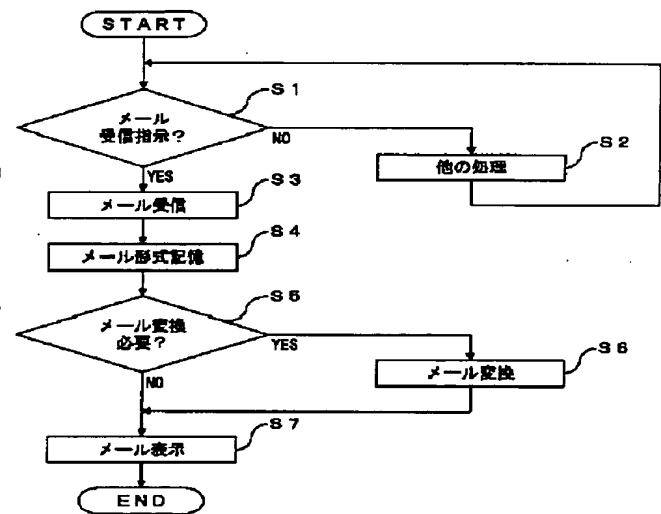 START
S1
メール
受信指示?
NO
YES
S2
他の処理
S3
メール受信
S4
メール形式記憶
S5
メール変換
必要?
YES
NO
S6
メール変換
S7
メール表示
END